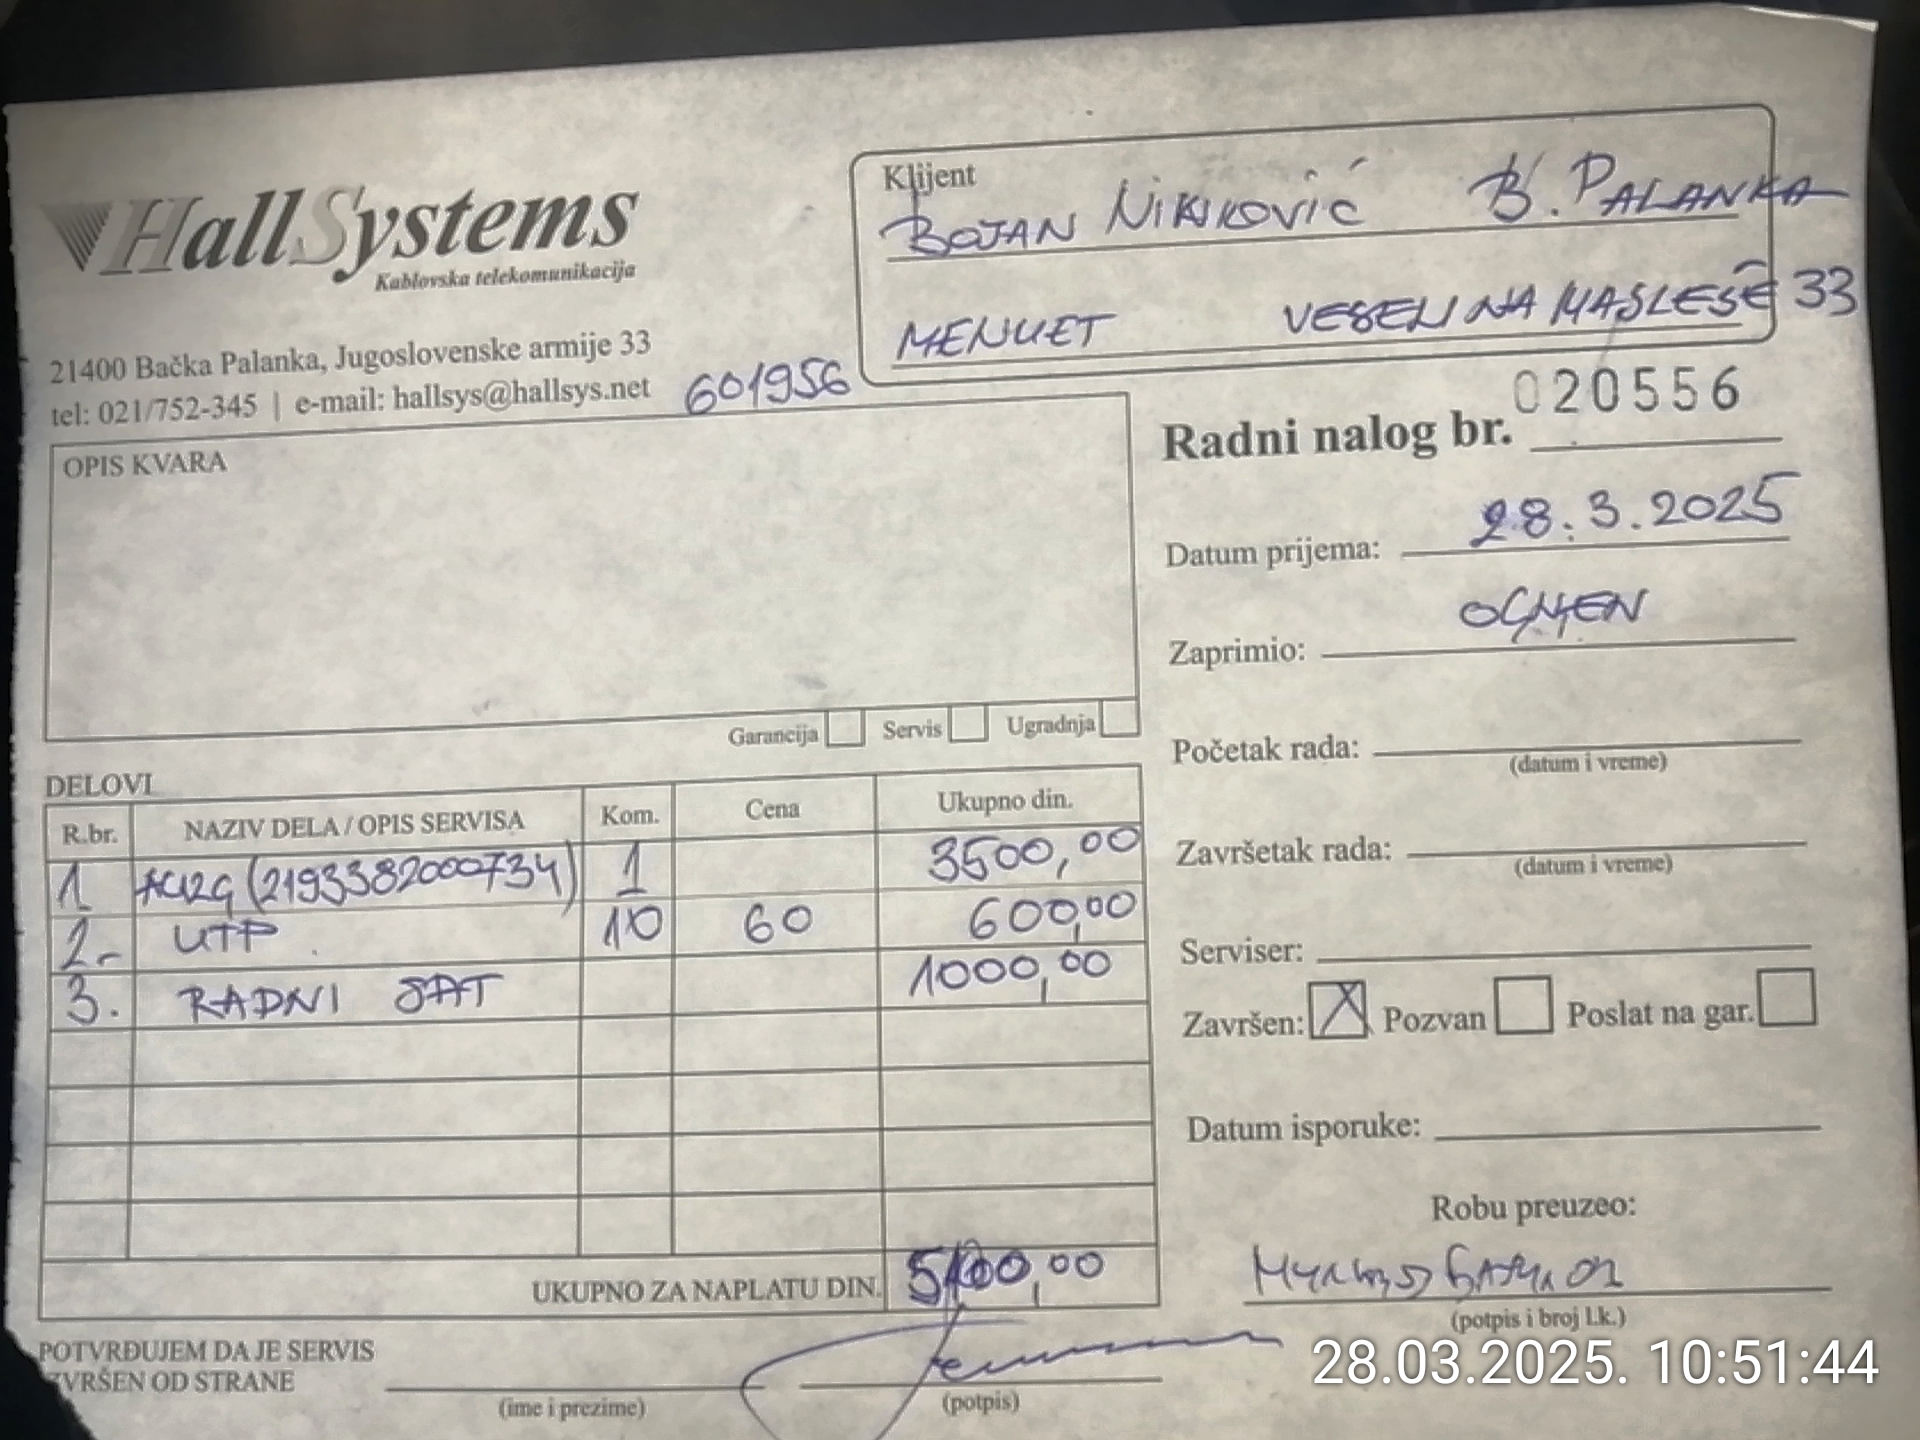 HallSystems
Kablovska telekomunikacija
21400 Bačka Palanka, Jugoslovenske armije 33
tel: 021/752-345 | e-mail: hallsys@hallsys.net
601956
Klijent
BOJAN NIKIKOVIĆ B. PALANKA
MENUET VESELINA MASLEŠE 33
Radni nalog br. 020556
OPIS KVARA
Garancija Servis Ugradnja
Datum prijema: 28.3.2025
Zaprimio: OGNJEN
Početak rada:
(datum i vreme)
Završetak rada:
(datum i vreme)
Serviser:
Završen: X Pozvan Poslat na gar.
Datum isporuke:
Robu preuzeo:
(potpis i broj l.k.)
DELOVI
R.br. NAZIV DELA / OPIS SERVISA Kom. Cena Ukupno din.
1. (2193382000734) 1 3500,00
2. UTP 10 60 600,00
3. RADNI SAT 1000,00
UKUPNO ZA NAPLATU DIN. 5100,00
POTVRĐUJEM DA JE SERVIS
IZVRŠEN OD STRANE
(ime i prezime) (potpis)
28.03.2025. 10:51:44